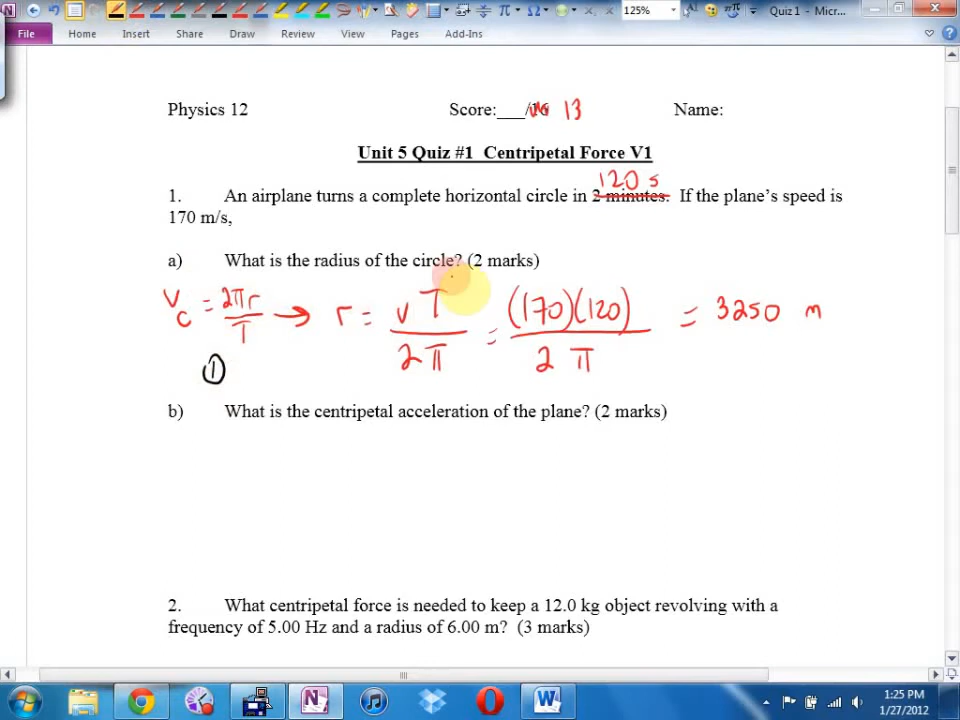 Quiz1 - Micr...
125%
File Home Insert Share Draw Review View Pages Add-Ins
Physics 12 Score:___/16 13 Name:
Unit 5 Quiz #1 Centripetal Force V1
120 s
1. An airplane turns a complete horizontal circle in 2 minutes. If the plane's speed is
170 m/s,
a) What is the radius of the circle? (2 marks)
Vc = 2πr/T → r = vT/2π = (170)(120)/2π = 3250 m
①
b) What is the centripetal acceleration of the plane? (2 marks)
2. What centripetal force is needed to keep a 12.0 kg object revolving with a
frequency of 5.00 Hz and a radius of 6.00 m? (3 marks)
1:25 PM
1/27/2012